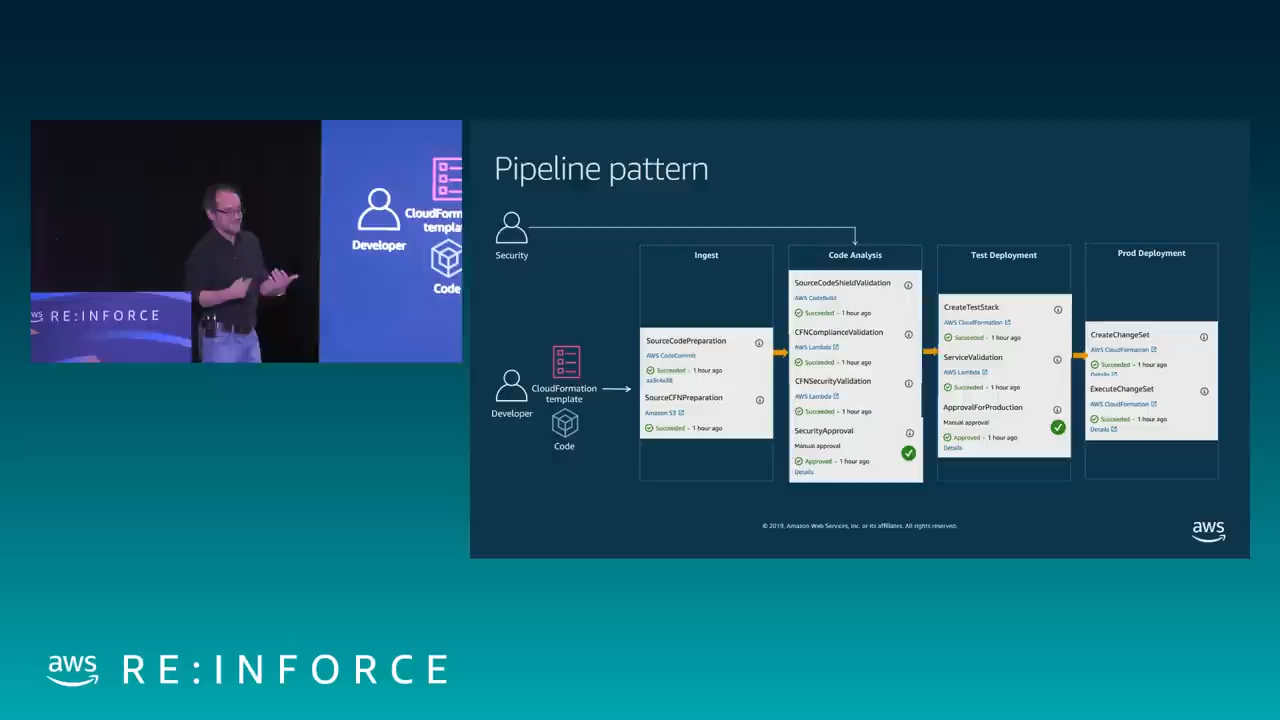 Developer
CloudForm
templa
Code
aws RE:INFORCE
Pipeline pattern
Security
Developer
CloudFormation
template
Code
Ingest
SourceCodePreparation
AWS CodeCommit
Succeeded - 1 hour ago
SourceCFNPreparation
Amazon S3
Succeeded - 1 hour ago
Code Analysis
SourceCodeShieldValidation
AWS CodeBuild
Succeeded - 1 hour ago
CFNComplianceValidation
AWS Lambda
Succeeded - 1 hour ago
CFNSecurityValidation
AWS Lambda
Succeeded - 1 hour ago
SecurityApproval
Manual approval
Approved - 1 hour ago
Details
Test Deployment
CreateTestStack
AWS CloudFormation
Succeeded - 1 hour ago
ServiceValidation
AWS Lambda
Succeeded - 1 hour ago
ApprovalForProduction
Manual approval
Approved - 1 hour ago
Details
Prod Deployment
CreateChangeSet
AWS CloudFormation
Succeeded - 1 hour ago
Details
ExecuteChangeSet
AWS CloudFormation
Succeeded - 1 hour ago
Details
© 2019, Amazon Web Services, Inc. or its affiliates. All rights reserved.
aws
aws RE:INFORCE